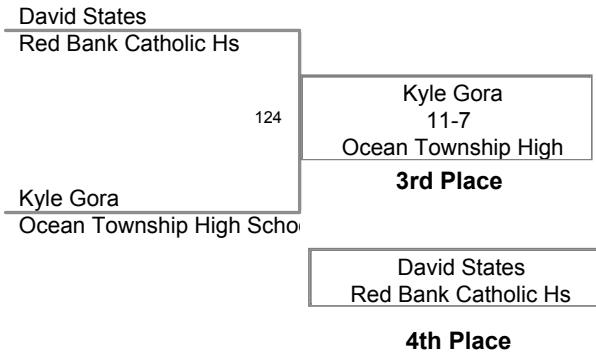 David States
Red Bank Catholic Hs
124
Kyle Gora
11-7
Ocean Township High
3rd Place
Kyle Gora
Ocean Township High Scho
David States
Red Bank Catholic Hs
4th Place